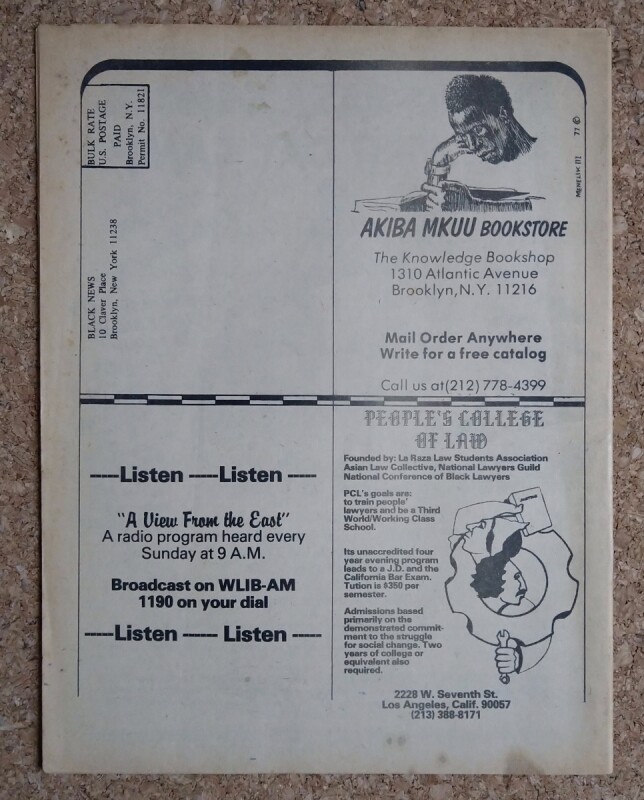 BULK RATE
U.S. POSTAGE
PAID
Brooklyn, N.Y.
Permit No. 11821
BLACK NEWS
10 Claver Place
Brooklyn, New York 11238
MENELIK [I] 77 ©
AKIBA MKUU BOOKSTORE
The Knowledge Bookshop
1310 Atlantic Avenue
Brooklyn, N.Y. 11216
Mail Order Anywhere
Write for a free catalog
Call us at (212) 778-4399
----Listen ----Listen ----
"A View From the East"
A radio program heard every
Sunday at 9 A.M.
Broadcast on WLIB-AM
1190 on your dial
----Listen ---- Listen ----
PEOPLE'S COLLEGE
OF LAW
Founded by: La Raza Law Students Association
Asian Law Collective, National Lawyers Guild
National Conference of Black Lawyers
PCL's goals are:
to train people'
lawyers and be a Third
World/Working Class
School.
Its unaccredited four
year evening program
leads to a J.D. and the
California Bar Exam.
Tution is $350 per
semester.
Admissions based
primarily on the
demonstrated commit-
ment to the struggle
for social change. Two
years of college or
equivalent also
required.
2228 W. Seventh St.
Los Angeles, Calif. 90057
(213) 388-8171